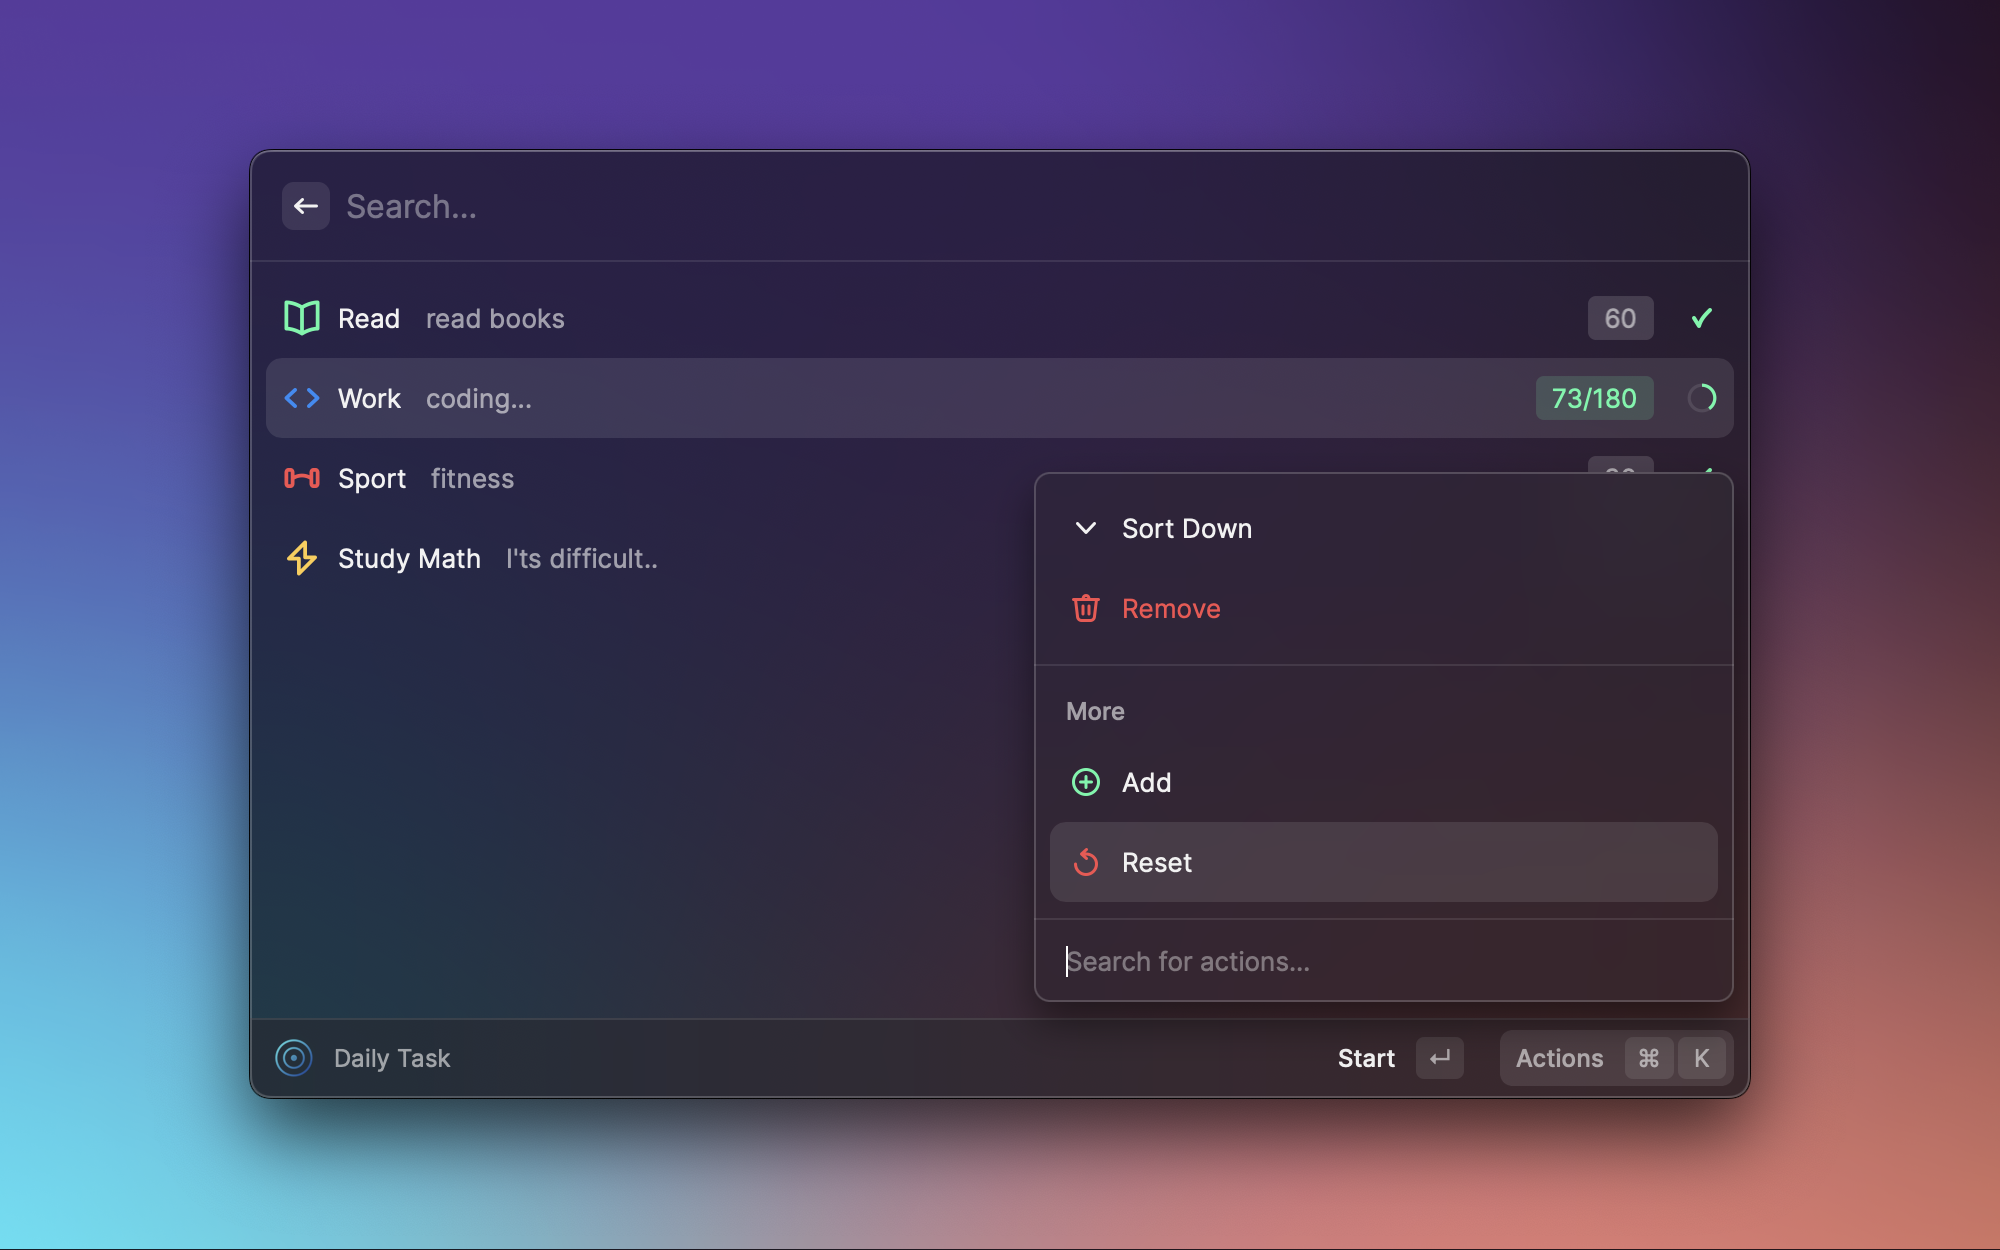 Search...
Read read books 60
Work coding... 73/180
Sport fitness
Study Math I'ts difficult..
Sort Down
Remove
More
Add
Reset
Search for actions...
Daily Task Start Actions ⌘ K